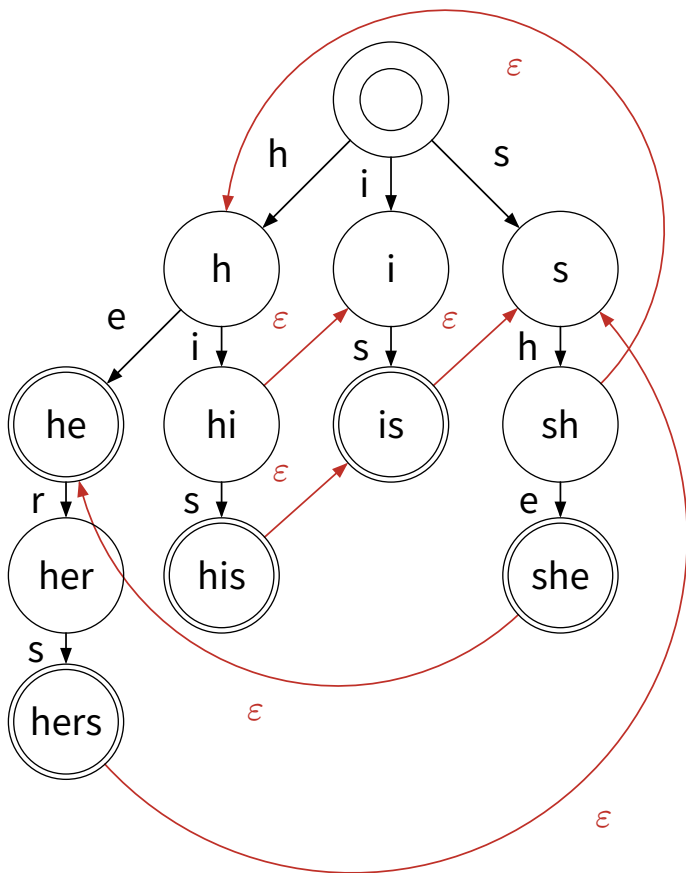 ε
h
i
s
h
i
s
e
ε
ε
i
s
h
he
hi
is
sh
ε
r
s
e
her
his
she
s
hers
ε
ε